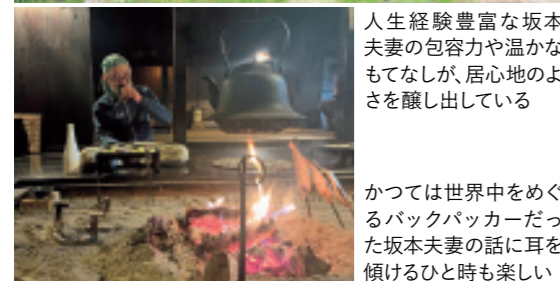 人生経験豊富な坂本
夫妻の包容力や温かな
もてなしが、居心地のよ
さを醸し出している
かつては世界中をめぐ
るバックパッカーだっ
た坂本夫妻の話に耳を
傾けるひと時も楽しい